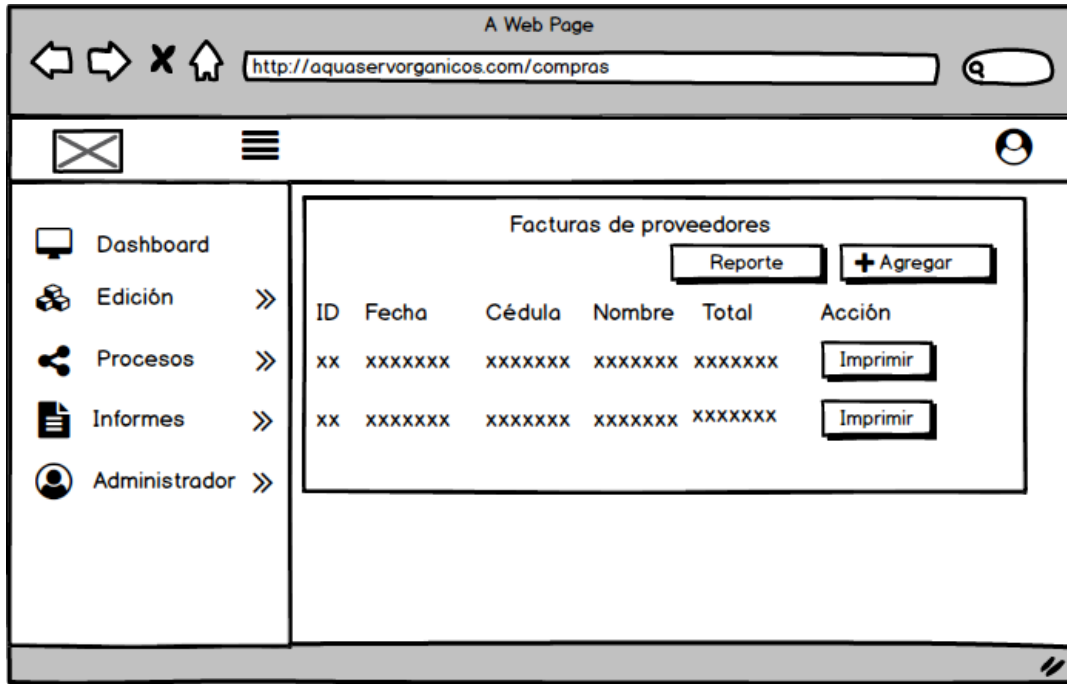 A Web Page
http://aquaservorganicos.com/compras
Dashboard
Edición
Procesos
Informes
Administrador
Facturas de proveedores
Reporte
Agregar
ID Fecha Cédula Nombre Total Acción
xx xxxxxxx xxxxxxx xxxxxxx xxxxxxx Imprimir
xx xxxxxxx xxxxxxx xxxxxxx xxxxxxx Imprimir